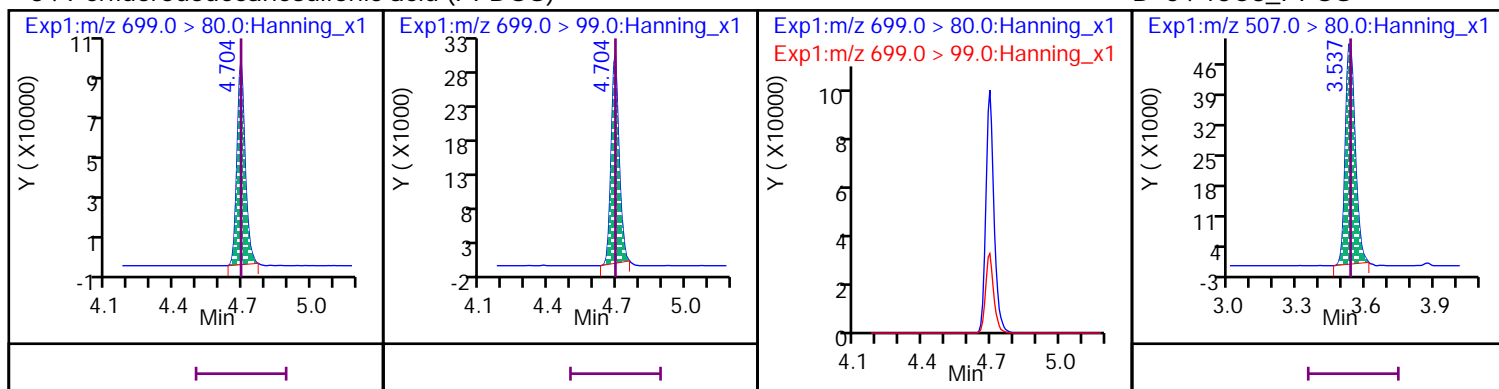 Exp1:m/z 699.0 > 80.0:Hanning_x1
11
9
7
5
3
1
-1
Y ( X10000)
4.704
4.1 4.4 4.7 5.0
Min
Exp1:m/z 699.0 > 99.0:Hanning_x1
33
28
23
18
13
8
3
-2
Y ( X1000)
4.704
4.1 4.4 4.7 5.0
Min
Exp1:m/z 699.0 > 80.0:Hanning_x1
Exp1:m/z 699.0 > 99.0:Hanning_x1
10
8
6
4
2
0
Y ( X10000)
4.1 4.4 4.7 5.0
Min
Exp1:m/z 507.0 > 80.0:Hanning_x1
46
39
32
25
18
11
4
-3
Y ( X10000)
3.537
3.0 3.3 3.6 3.9
Min